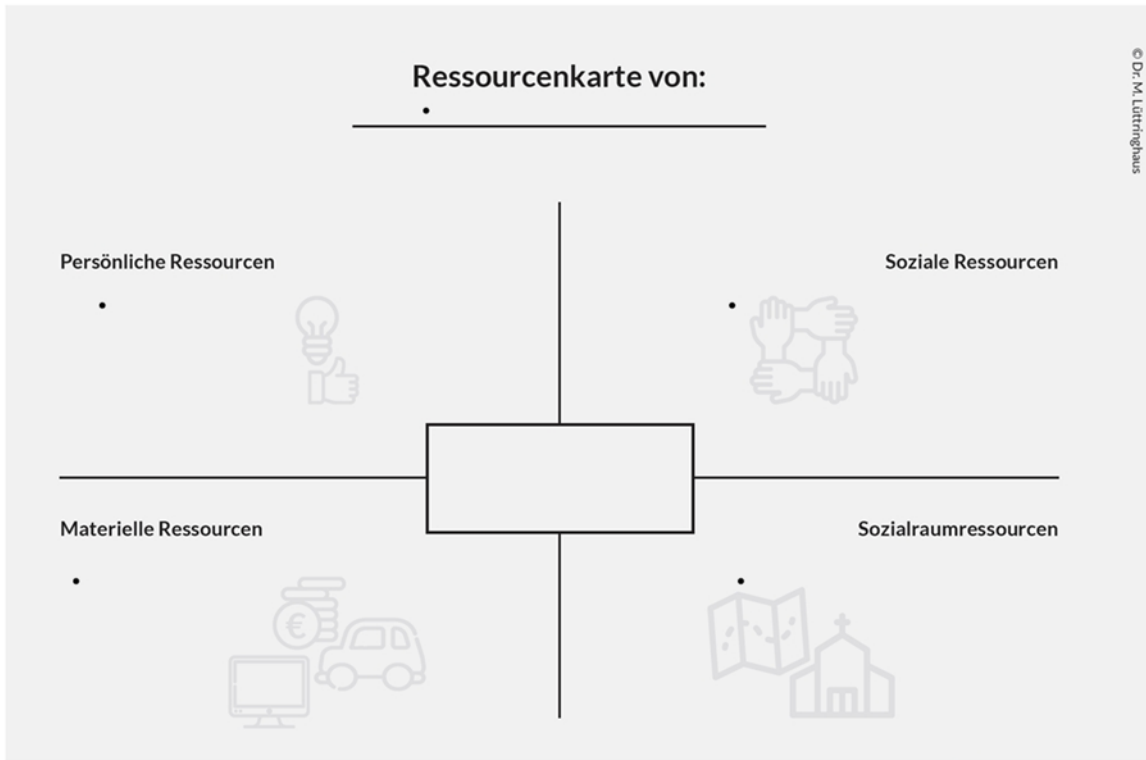 Ressourcenkarte von:
© Dr. M. Lüttringhaus
Persönliche Ressourcen
Soziale Ressourcen
Materielle Ressourcen
Sozialraumressourcen
€